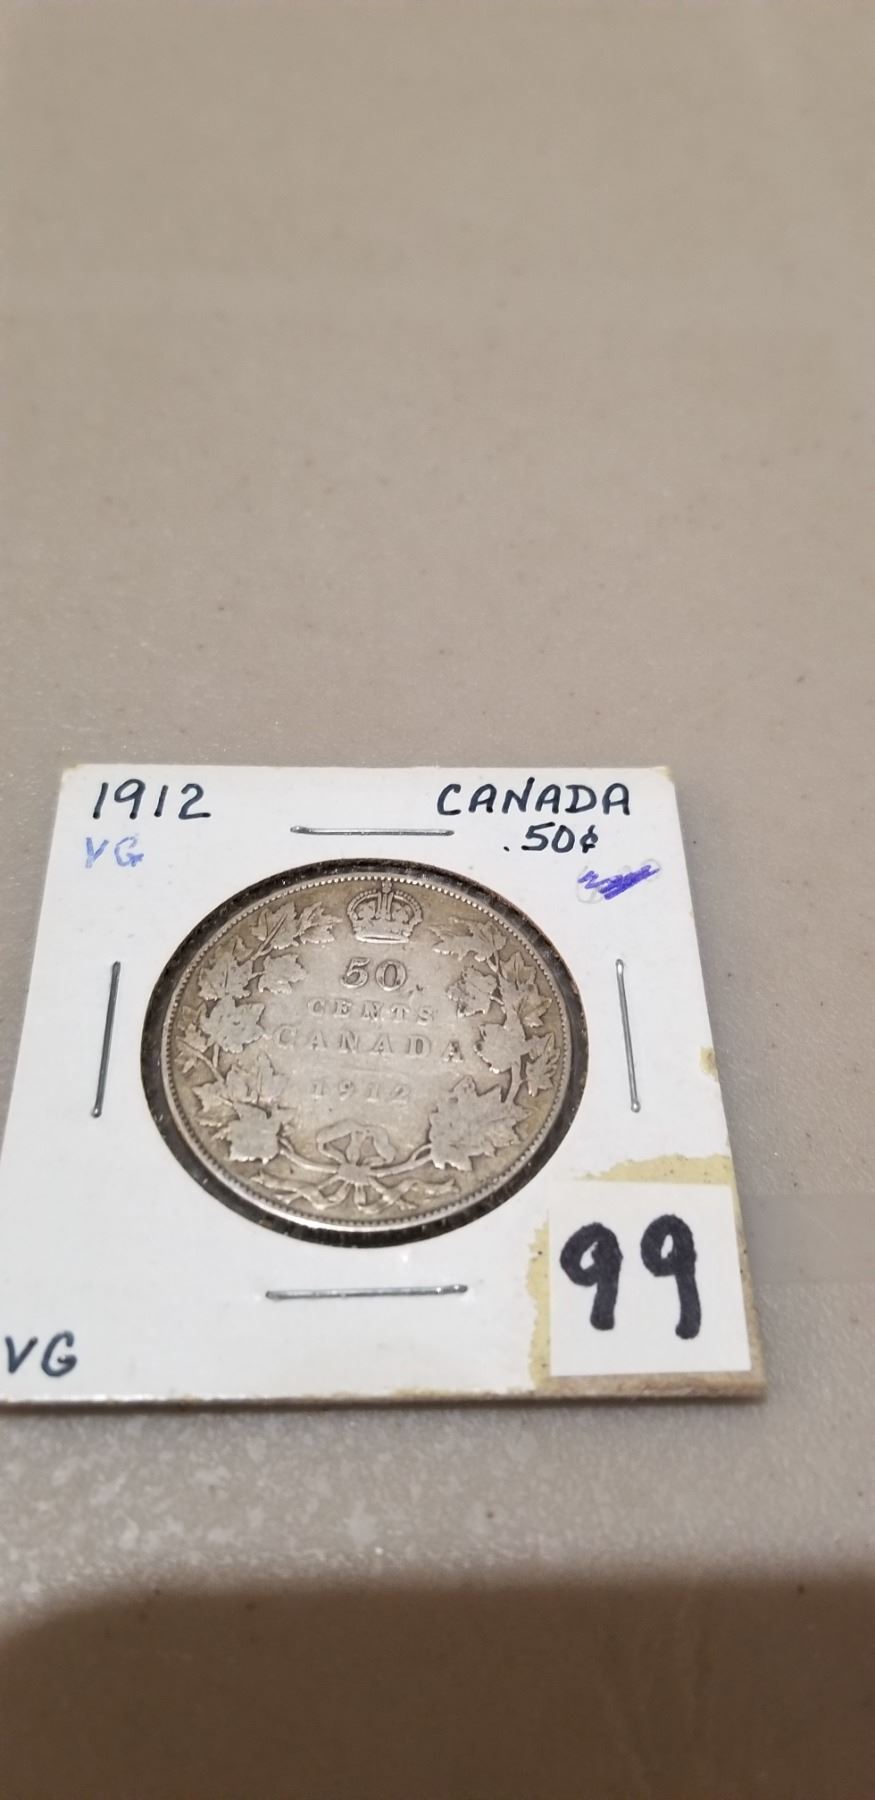 1912 CANADA
VG .50¢
50
CENTS
CANADA
1912
99
VG